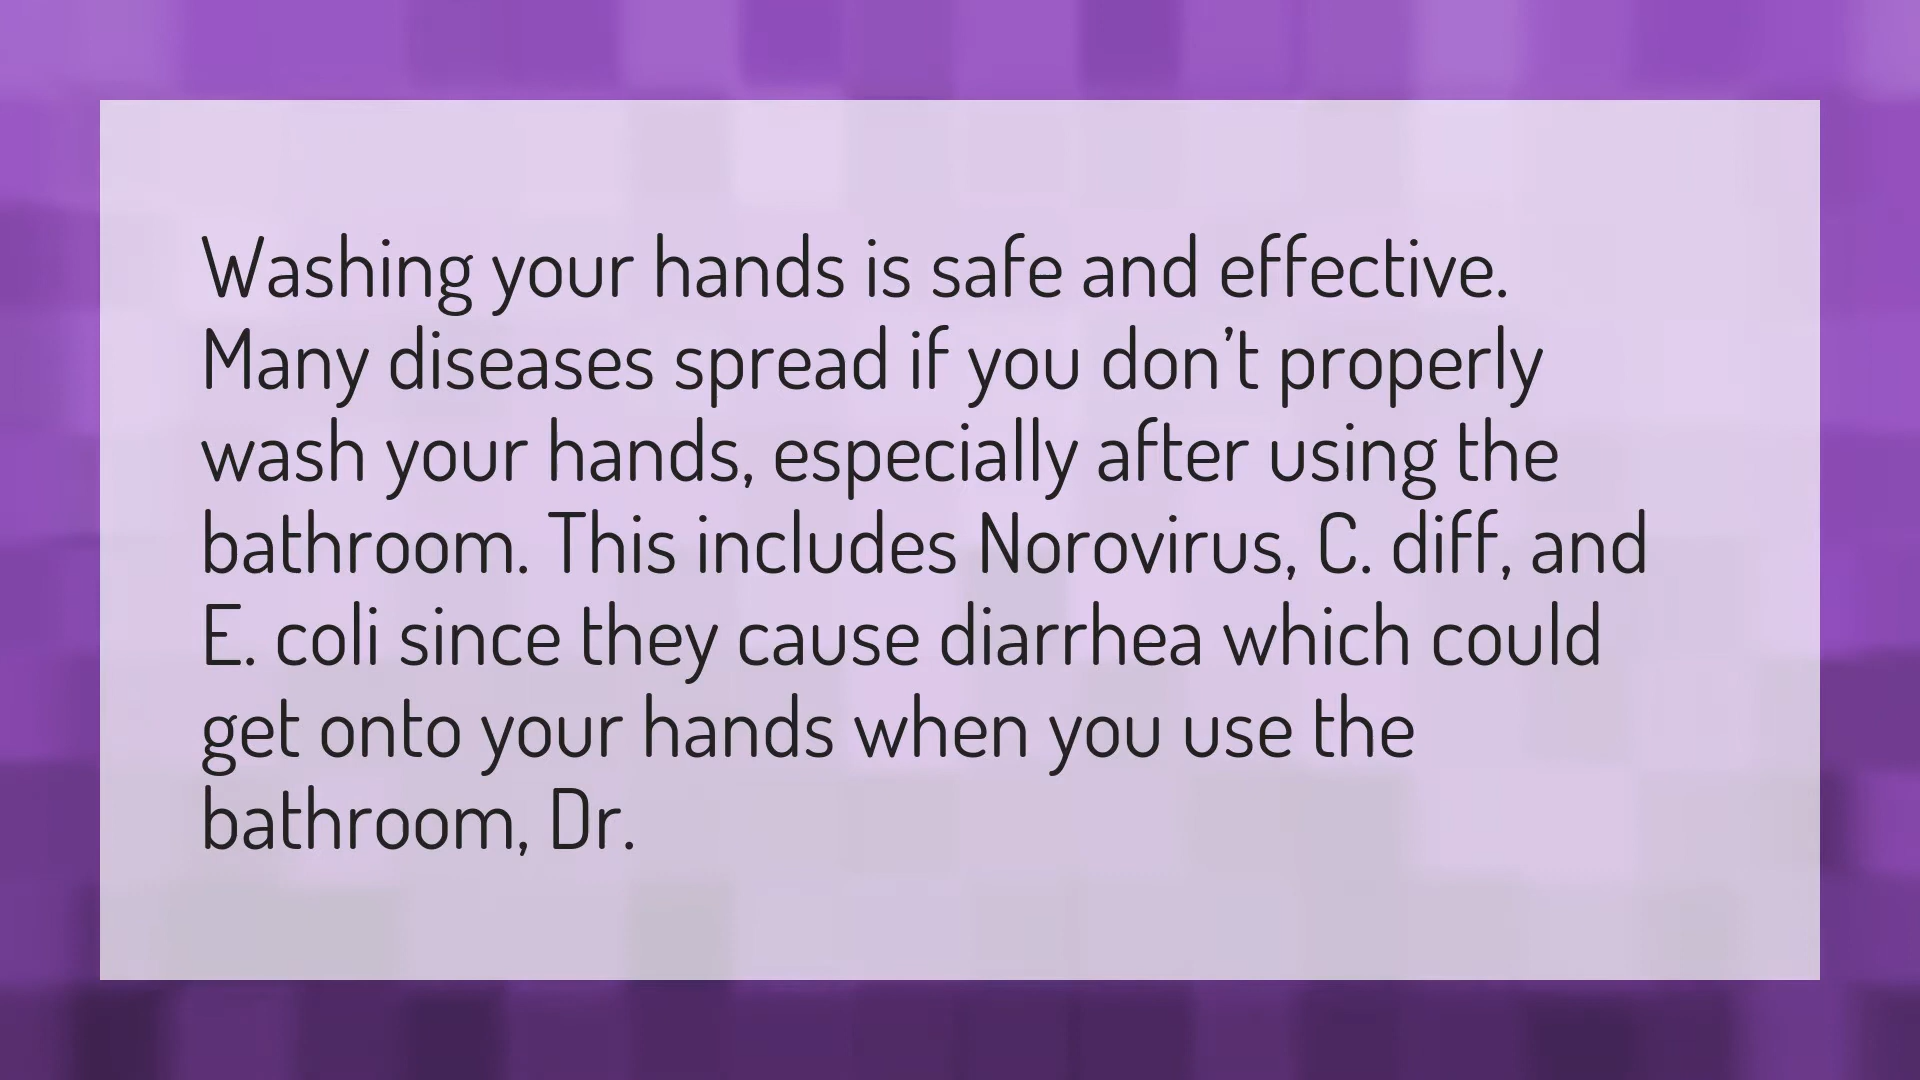 Washing your hands is safe and effective.
Many diseases spread if you don’t properly
wash your hands, especially after using the
bathroom. This includes Norovirus, C. diff, and
E. coli since they cause diarrhea which could
get onto your hands when you use the
bathroom, Dr.